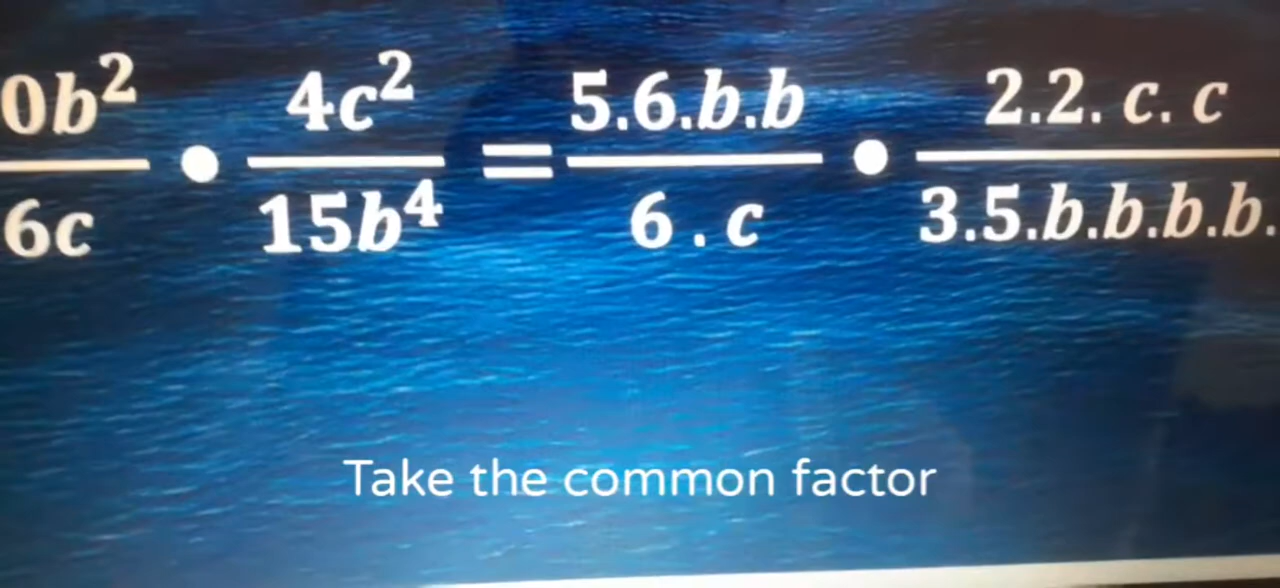 0b² • 4c² = 5.6.b.b • 2.2. c. c
6c 15b⁴ 6 . c 3.5.b.b.b.b.
Take the common factor